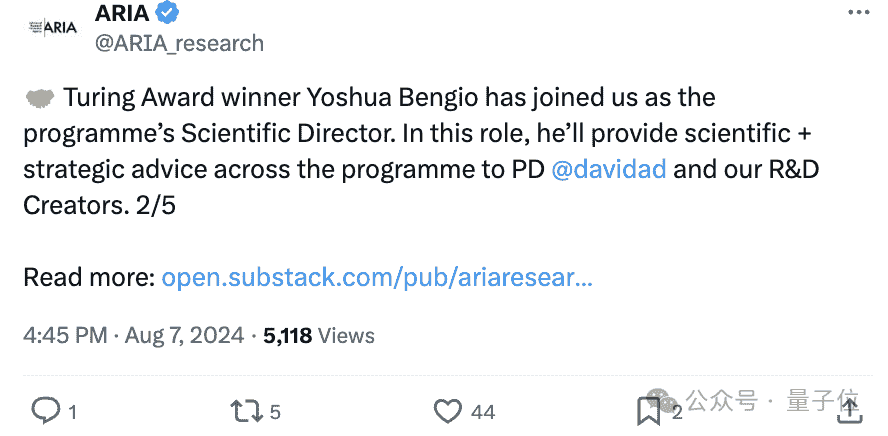 ARIA
ARIA
@ARIA_research
Turing Award winner Yoshua Bengio has joined us as the
programme’s Scientific Director. In this role, he’ll provide scientific +
strategic advice across the programme to PD @davidad and our R&D
Creators. 2/5
Read more: open.substack.com/pub/ariaresear...
4:45 PM · Aug 7, 2024 · 5,118 Views
1 5 44 2
公众号 · 量子位